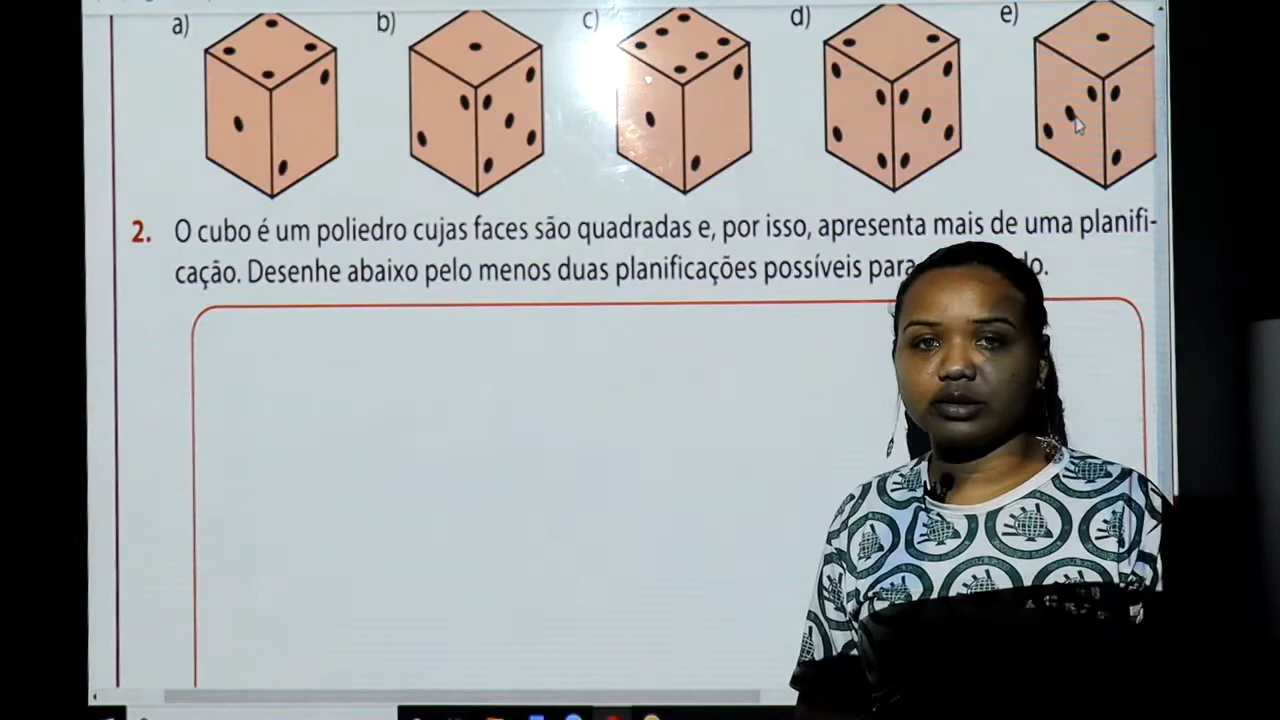 a) b) c) d) e)
2. O cubo é um poliedro cujas faces são quadradas e, por isso, apresenta mais de uma planifi-
cação. Desenhe abaixo pelo menos duas planificações possíveis para do.